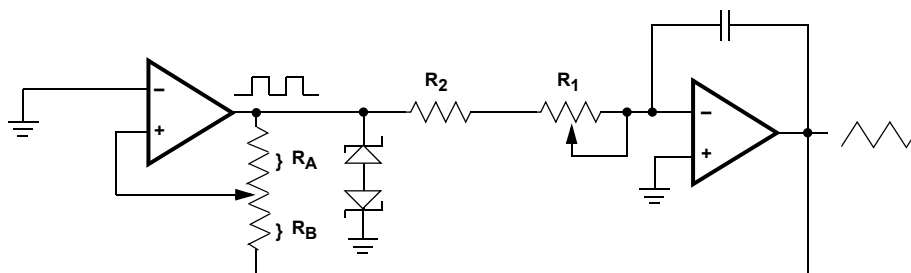 R2
R1
−
+
RA
RB
−
+